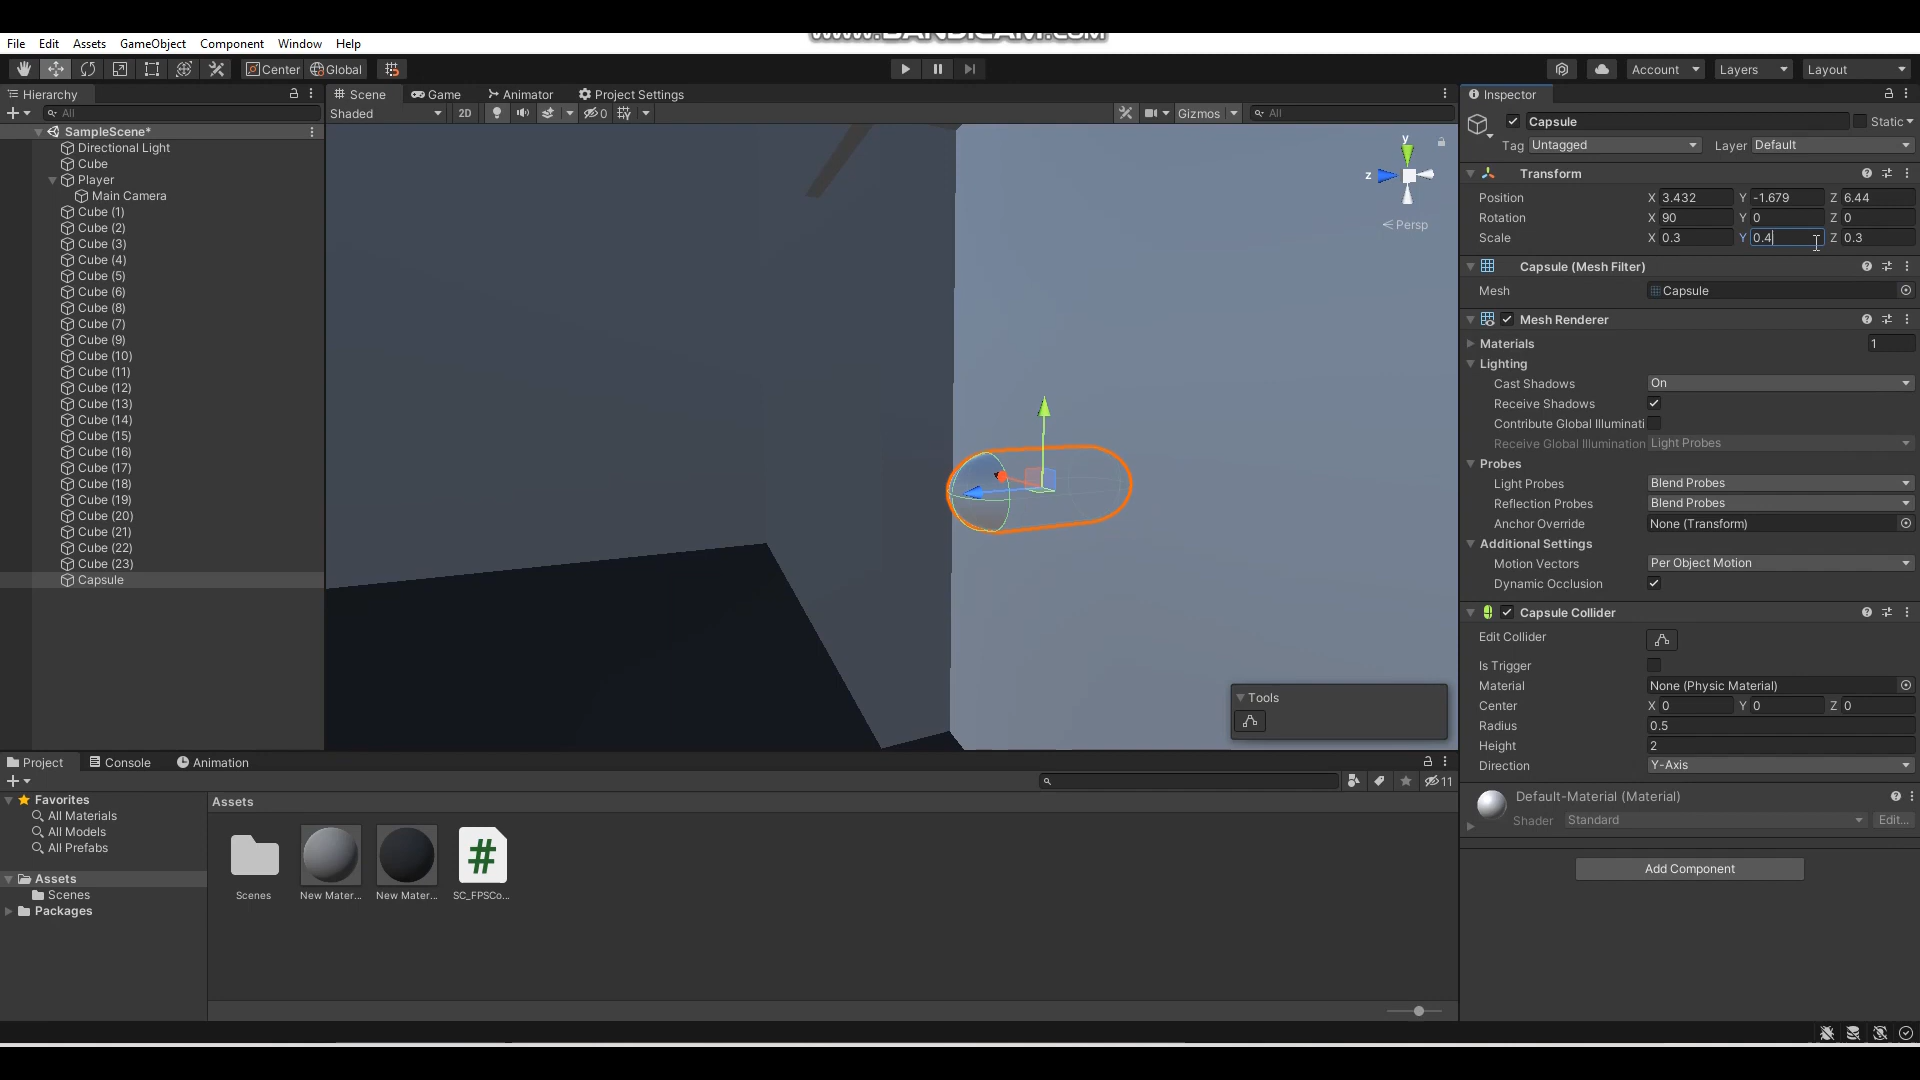 www.BANDICAM.com
File Edit Assets GameObject Component Window Help
Center Global
Account Layers Layout
Hierarchy
All
SampleScene*
Directional Light
Cube
Player
Main Camera
Cube (1)
Cube (2)
Cube (3)
Cube (4)
Cube (5)
Cube (6)
Cube (8)
Cube (7)
Cube (9)
Cube (10)
Cube (11)
Cube (12)
Cube (13)
Cube (14)
Cube (15)
Cube (16)
Cube (17)
Cube (18)
Cube (19)
Cube (20)
Cube (21)
Cube (22)
Cube (23)
Capsule
Scene Game Animator Project Settings
Shaded 2D 0 Gizmos All
y
z
Persp
Tools
Inspector
Capsule Static
Tag Untagged Layer Default
Transform
Position X 3.432 Y -1.679 Z 6.44
Rotation X 90 Y 0 Z 0
Scale X 0.3 Y 0.4 Z 0.3
Capsule (Mesh Filter)
Mesh Capsule
Mesh Renderer
Materials 1
Lighting
Cast Shadows On
Receive Shadows
Contribute Global Illuminati
Receive Global Illumination Light Probes
Probes
Light Probes Blend Probes
Reflection Probes Blend Probes
Anchor Override None (Transform)
Additional Settings
Motion Vectors Per Object Motion
Dynamic Occlusion
Capsule Collider
Edit Collider
Is Trigger
Material None (Physic Material)
Center X 0 Y 0 Z 0
Radius 0.5
Height 2
Direction Y-Axis
Default-Material (Material)
Shader Standard Edit...
Add Component
Project Console Animation
11
Favorites
All Materials
All Models
All Prefabs
Assets
Scenes
Packages
Assets
Scenes New Mater... New Mater... SC_FPSCo...